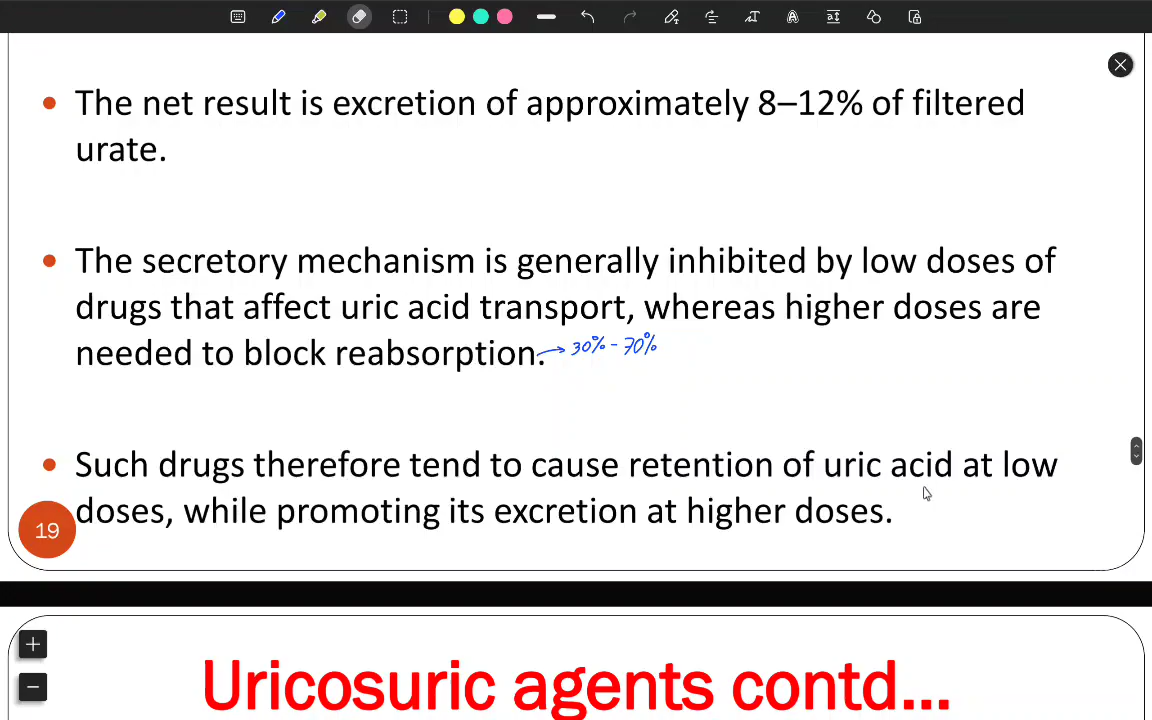 • The net result is excretion of approximately 8–12% of filtered
urate.
• The secretory mechanism is generally inhibited by low doses of
drugs that affect uric acid transport, whereas higher doses are
needed to block reabsorption. → 30% - 70%
• Such drugs therefore tend to cause retention of uric acid at low
doses, while promoting its excretion at higher doses.
19
Uricosuric agents contd...